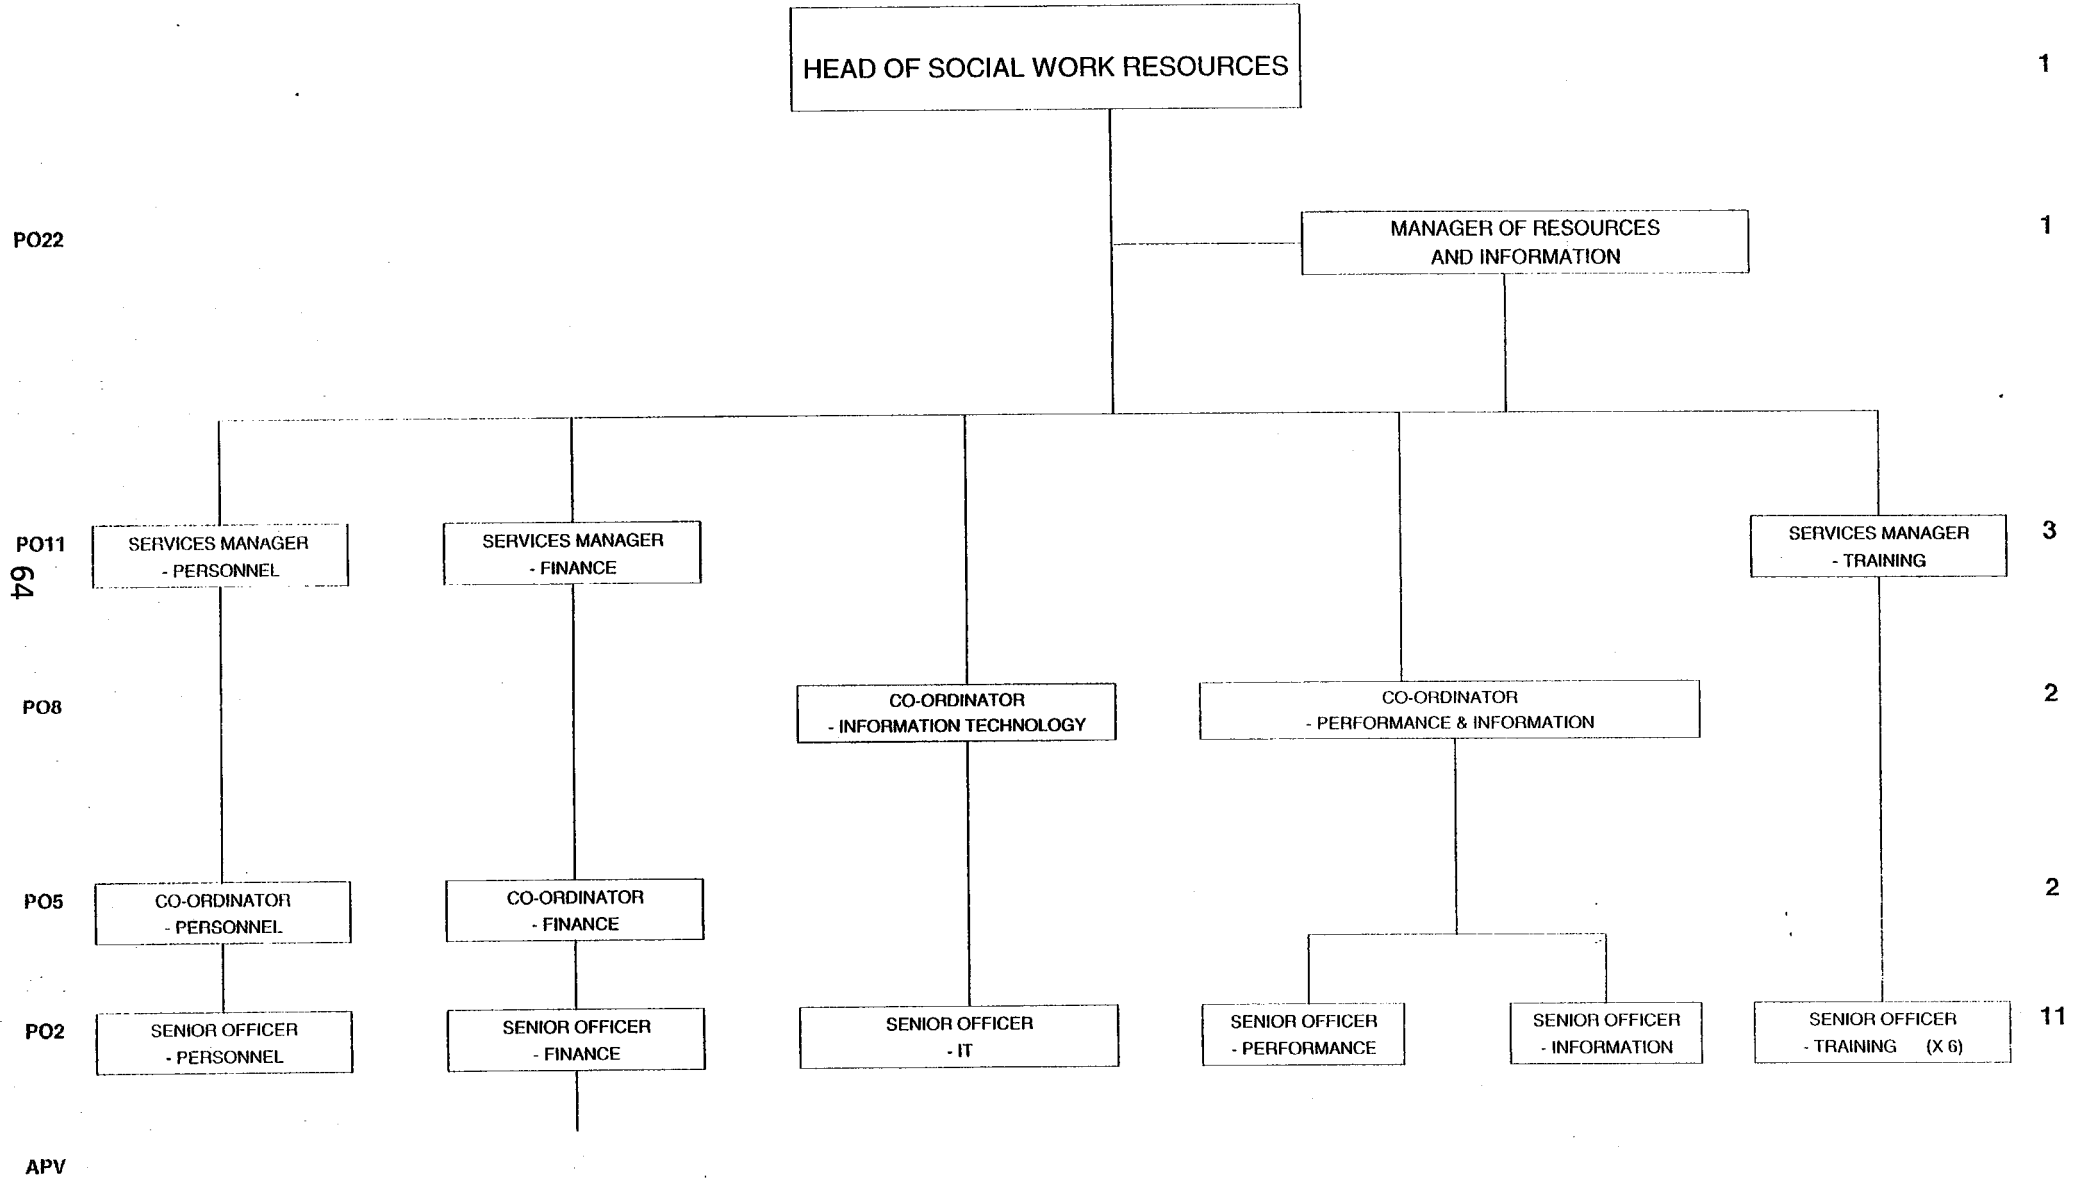 HEAD OF SOCIAL WORK RESOURCES
1
PO22
MANAGER OF RESOURCES
AND INFORMATION
1
PO11
SERVICES MANAGER
- PERSONNEL
SERVICES MANAGER
- FINANCE
SERVICES MANAGER
- TRAINING
3
64
PO8
CO-ORDINATOR
- INFORMATION TECHNOLOGY
CO-ORDINATOR
- PERFORMANCE & INFORMATION
2
PO5
CO-ORDINATOR
- PERSONNEL
CO-ORDINATOR
- FINANCE
2
PO2
SENIOR OFFICER
- PERSONNEL
SENIOR OFFICER
- FINANCE
SENIOR OFFICER
- IT
SENIOR OFFICER
- PERFORMANCE
SENIOR OFFICER
- INFORMATION
SENIOR OFFICER
- TRAINING (X 6)
11
APV